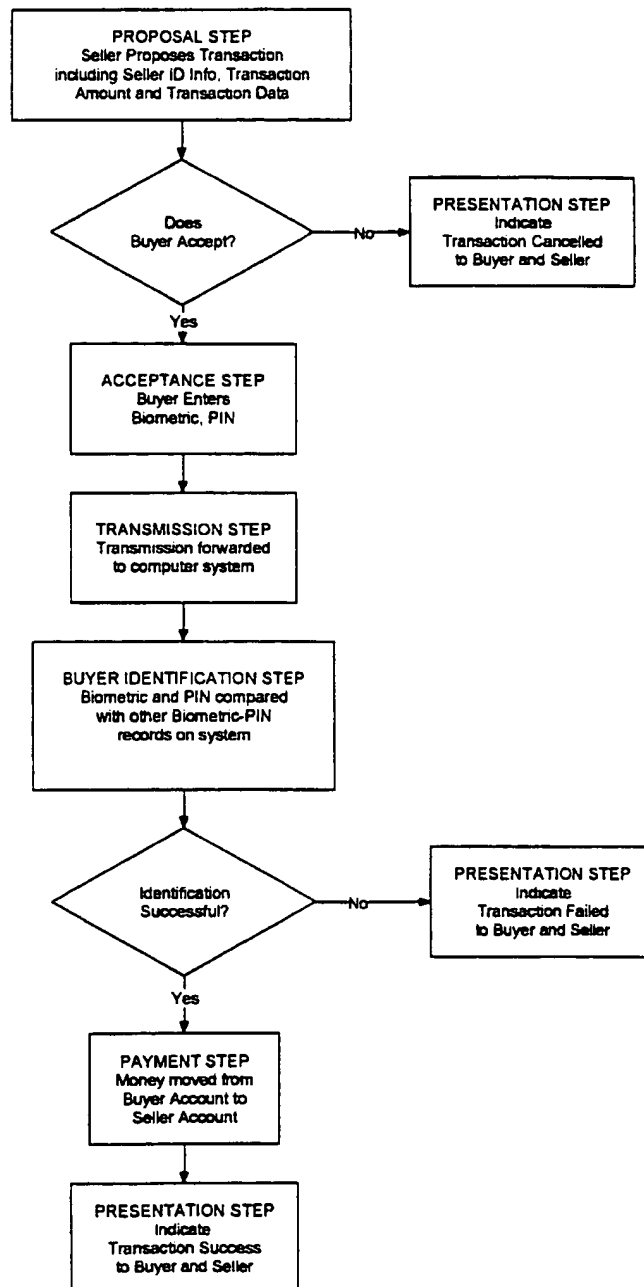 PROPOSAL STEP
Seller Proposes Transaction
including Seller ID Info, Transaction
Amount and Transaction Data
Does
Buyer Accept?
No
PRESENTATION STEP
Indicate
Transaction Cancelled
to Buyer and Seller
Yes
ACCEPTANCE STEP
Buyer Enters
Biometric, PIN
TRANSMISSION STEP
Transmission forwarded
to computer system
BUYER IDENTIFICATION STEP
Biometric and PIN compared
with other Biometric-PIN
records on system
Identification
Successful?
No
PRESENTATION STEP
Indicate
Transaction Failed
to Buyer and Seller
Yes
PAYMENT STEP
Money moved from
Buyer Account to
Seller Account
PRESENTATION STEP
Indicate
Transaction Success
to Buyer and Seller